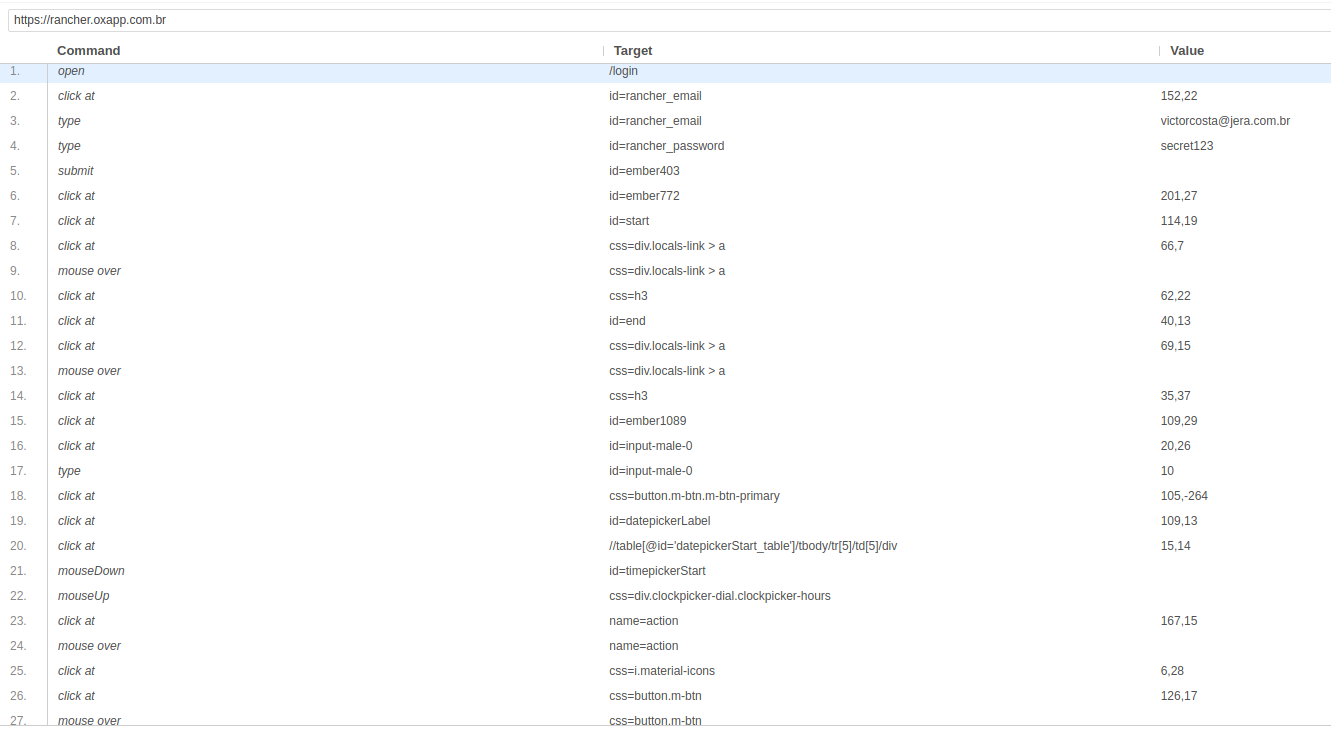 https://rancher.oxapp.com.br
Command Target Value
1. open /login
2. click at id=rancher_email 152,22
3. type id=rancher_email victorcosta@jera.com.br
4. type id=rancher_password secret123
5. submit id=ember403
6. click at id=ember772 201,27
7. click at id=start 114,19
8. click at css=div.locals-link > a 66,7
9. mouse over css=div.locals-link > a
10. click at css=h3 62,22
11. click at id=end 40,13
12. click at css=div.locals-link > a 69,15
13. mouse over css=div.locals-link > a
14. click at css=h3 35,37
15. click at id=ember1089 109,29
16. click at id=input-male-0 20,26
17. type id=input-male-0 10
18. click at css=button.m-btn.m-btn-primary 105,-264
19. click at id=datepickerLabel 109,13
20. click at //table[@id='datepickerStart_table']/tbody/tr[5]/td[5]/div 15,14
21. mouseDown id=timepickerStart
22. mouseUp css=div.clockpicker-dial.clockpicker-hours
23. click at name=action 167,15
24. mouse over name=action
25. click at css=i.material-icons 6,28
26. click at css=button.m-btn 126,17
27. mouse over css=button.m-btn